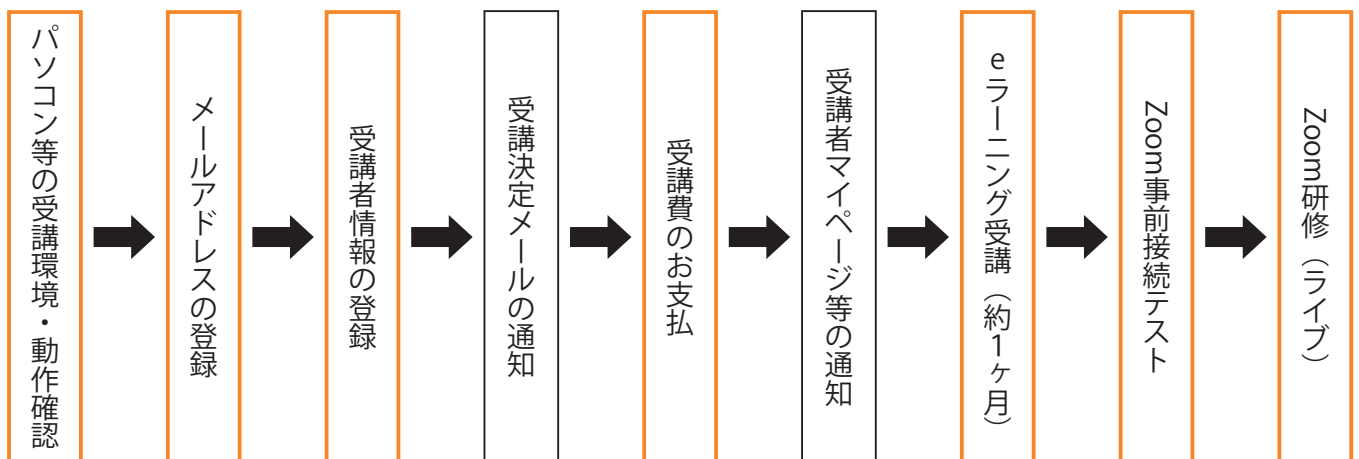 パソコン等の受講環境・動作確認
メールアドレスの登録
受講者情報の登録
受講決定メールの通知
受講費のお支払
受講者マイページ等の通知
eラーニング受講（約1ヶ月）
Zoom事前接続テスト
Zoom研修（ライブ）